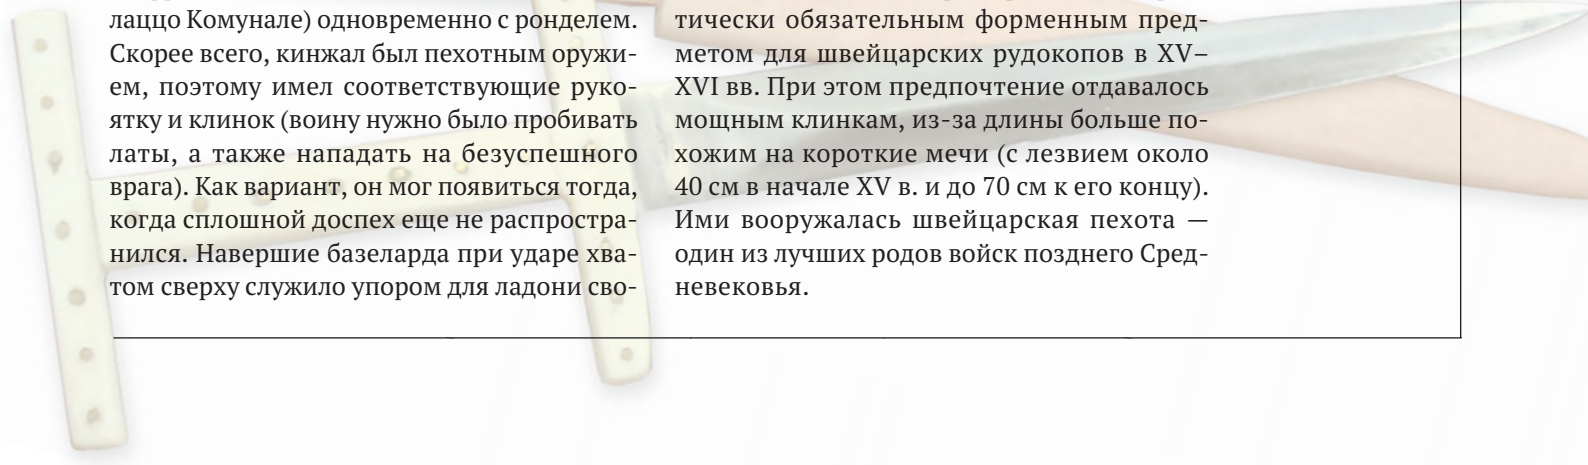 лаццо Комунале) одновременно с ронделем.
Скорее всего, кинжал был пехотным оружи-
ем, поэтому имел соответствующие руко-
ятку и клинок (воину нужно было пробивать
латы, а также нападать на безуспешного
врага). Как вариант, он мог появиться тогда,
когда сплошной доспех еще не распростра-
нился. Навершие базеларда при ударе хва-
том сверху служило упором для ладони сво-
тически обязательным форменным пред-
метом для швейцарских рудокопов в XV–
XVI вв. При этом предпочтение отдавалось
мощным клинкам, из-за длины больше по-
хожим на короткие мечи (с лезвием около
40 см в начале XV в. и до 70 см к его концу).
Ими вооружалась швейцарская пехота —
один из лучших родов войск позднего Сред-
невековья.